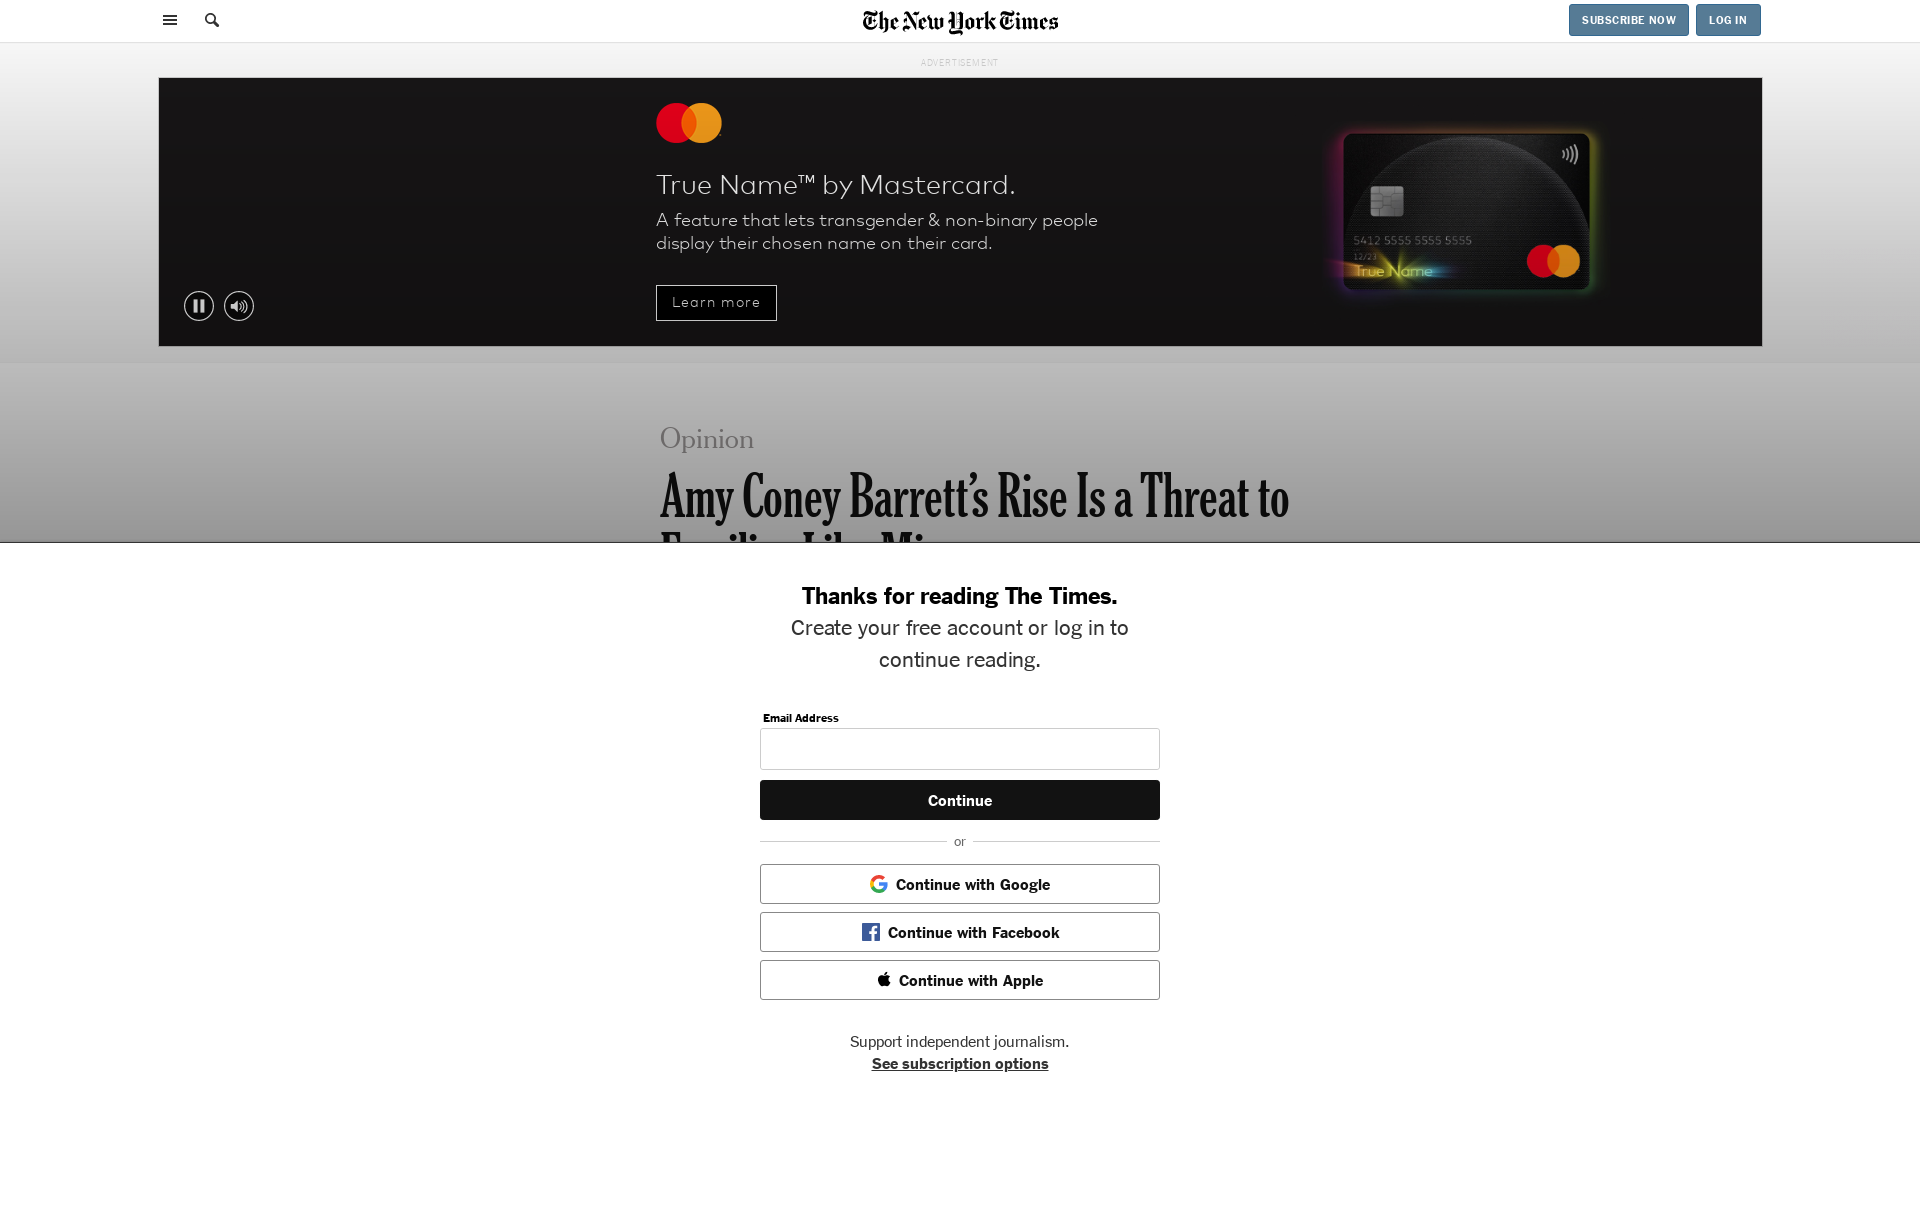 The New York Times
SUBSCRIBE NOW
LOG IN
ADVERTISEMENT
True Name™ by Mastercard.
A feature that lets transgender & non-binary people
display their chosen name on their card.
Learn more
5412 5555 5555 5555
12/23
True Name
Opinion
Amy Coney Barrett’s Rise Is a Threat to
Thanks for reading The Times.
Create your free account or log in to
continue reading.
Email Address
Continue
or
Continue with Google
Continue with Facebook
Continue with Apple
Support independent journalism.
See subscription options